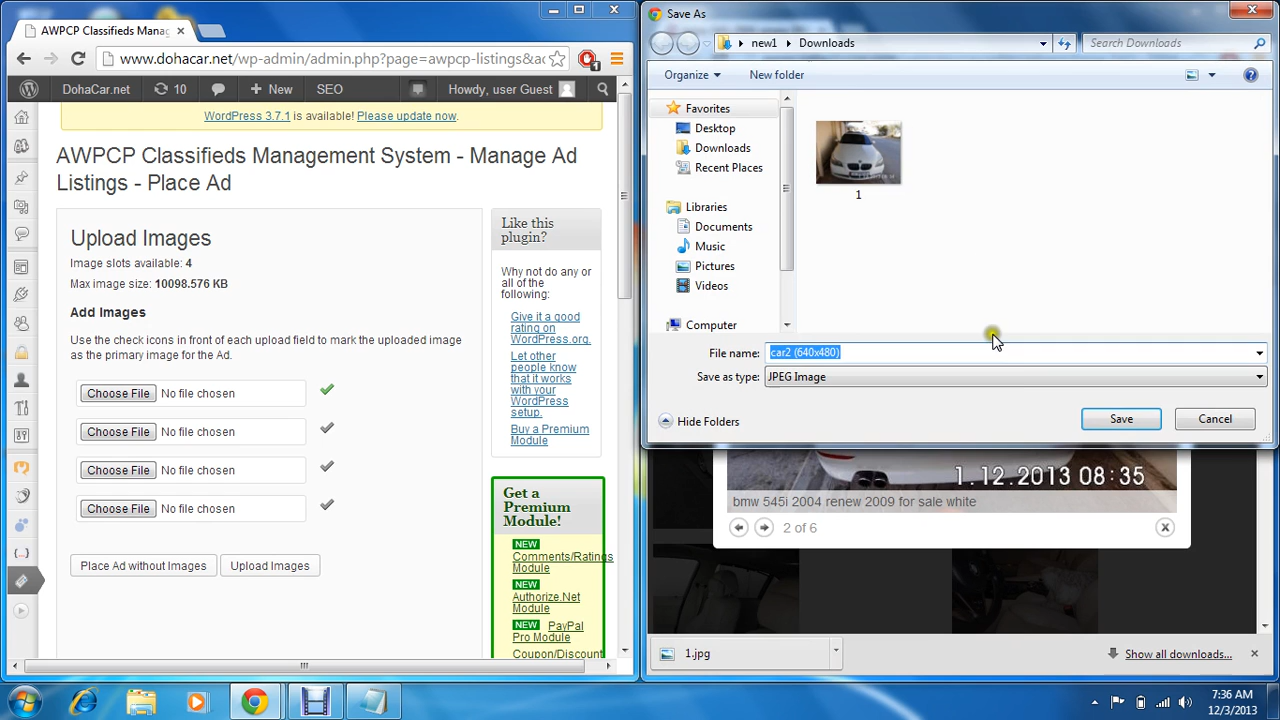 AWPCP Classifieds Manag
www.dohacar.net/wp-admin/admin.php?page=awpcp-listings&ac
1
DohaCar.net
10
New
SEO
Howdy, user Guest
WordPress 3.7.1 is available! Please update now.
AWPCP Classifieds Management System - Manage Ad
Listings - Place Ad
Upload Images
Image slots available: 4
Max image size: 10098.576 KB
Add Images
Use the check icons in front of each upload field to mark the uploaded image
as the primary image for the Ad.
Choose File No file chosen
Choose File No file chosen
Choose File No file chosen
Choose File No file chosen
Place Ad without Images
Upload Images
Like this
plugin?
Why not do any or
all of the
following:
Give it a good
rating on
WordPress.org.
Let other
people know
that it works
with your
WordPress
setup.
Buy a Premium
Module
Get a
Premium
Module!
NEW
Comments/Ratings
Module
NEW
Authorize.Net
Module
NEW PayPal
Pro Module
Coupon/Discount
Save As
new1
Downloads
Search Downloads
Organize
New folder
Favorites
Desktop
Downloads
Recent Places
Libraries
Documents
Music
Pictures
Videos
Computer
1
File name: car2 (640x480)
Save as type: JPEG Image
Hide Folders
Save
Cancel
1.12.2013 08:35
bmw 545i 2004 renew 2009 for sale white
2 of 6
1.jpg
Show all downloads...
7:36 AM
12/3/2013